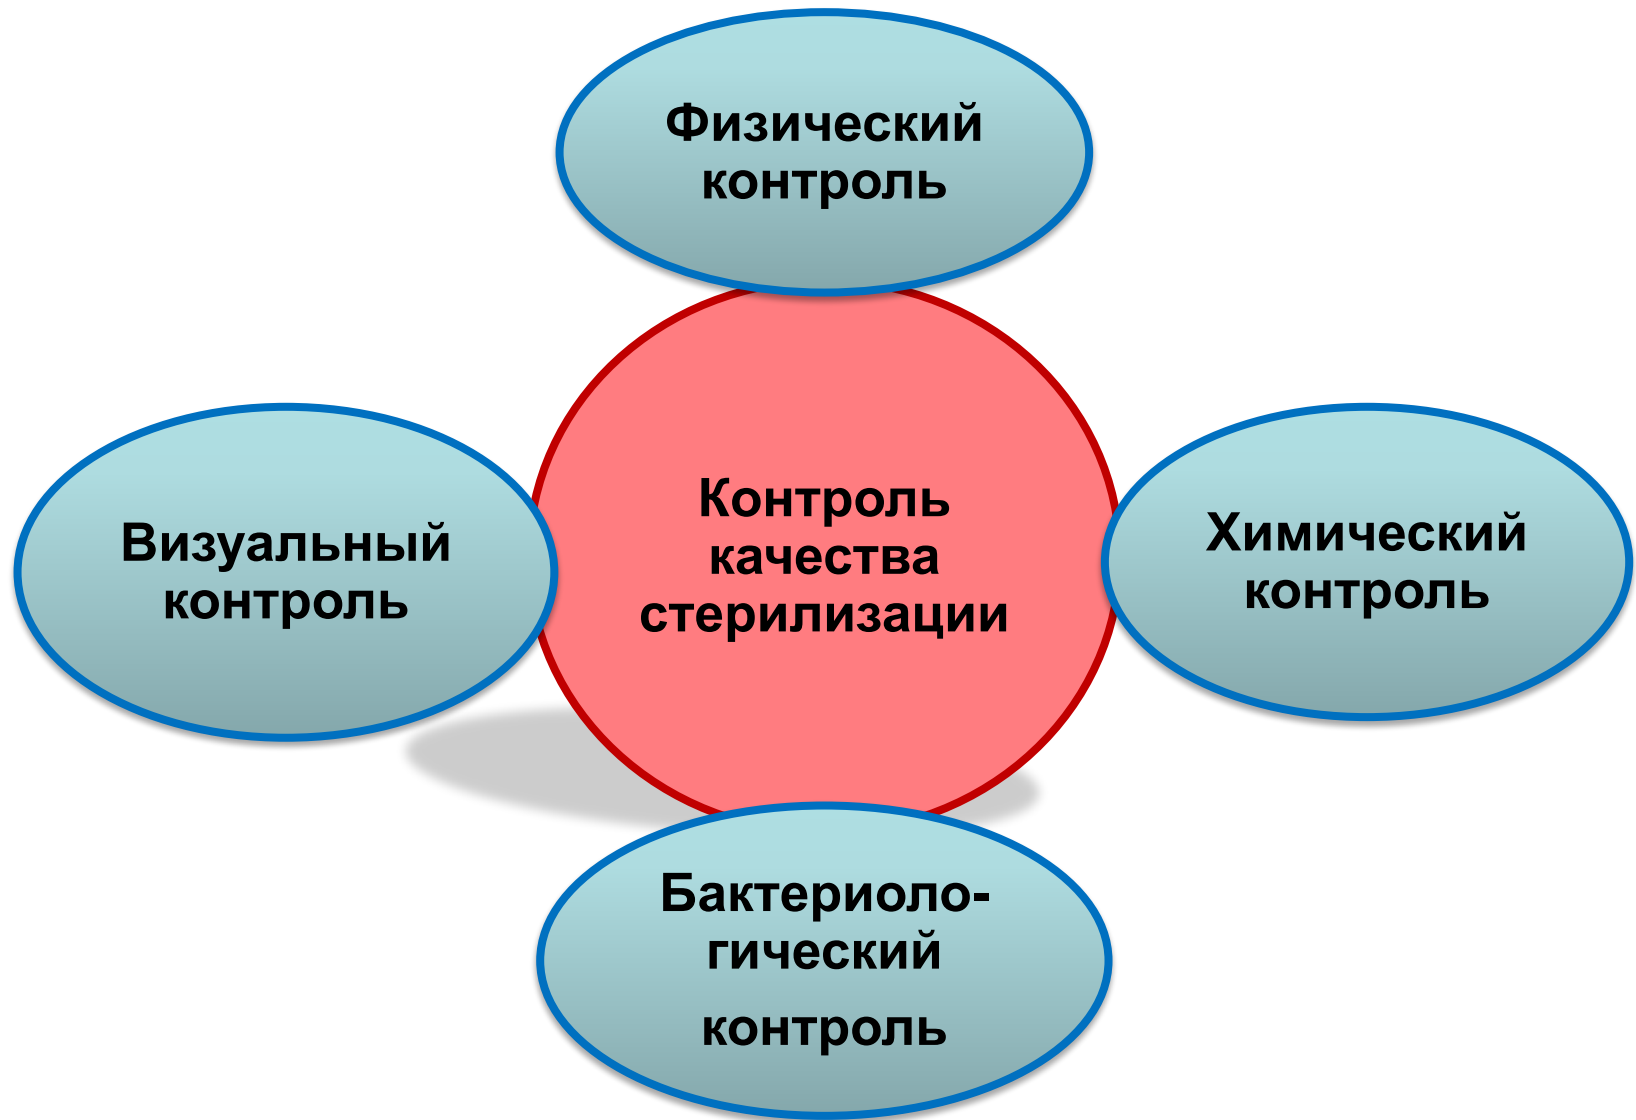 Физический
контроль
Контроль
качества
стерилизации
Визуальный
контроль
Химический
контроль
Бактериоло-
гический
контроль